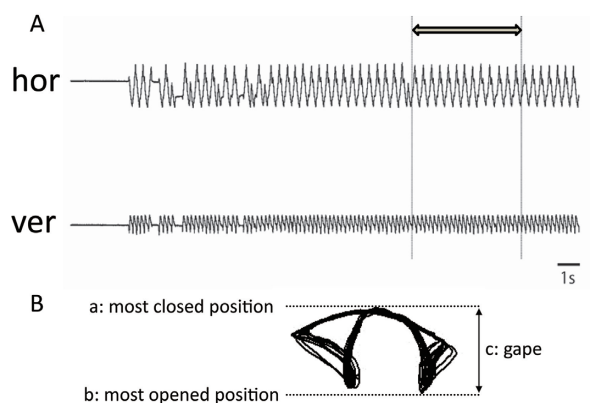 A
hor
ver
1s
B
a: most closed position
c: gape
b: most opened position